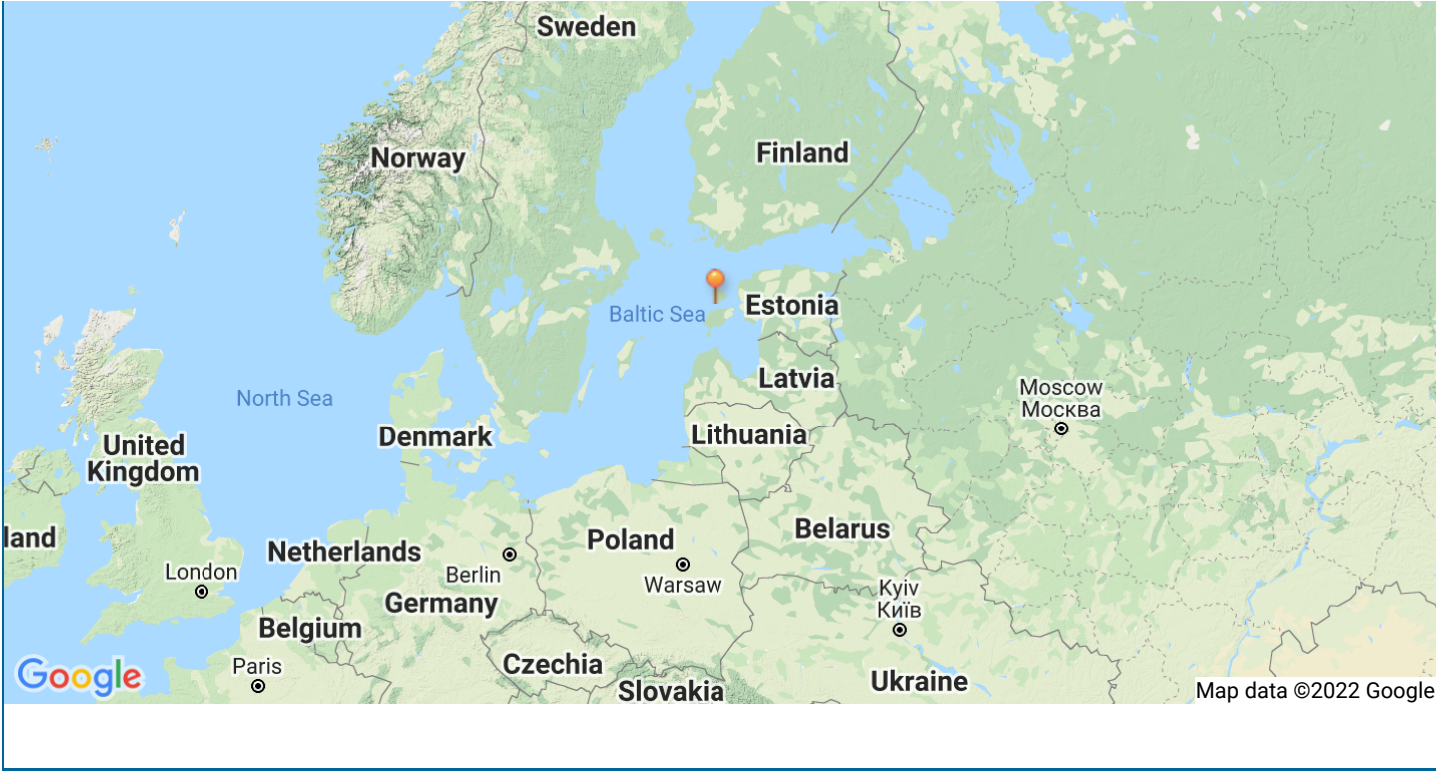 Sweden
Norway
Finland
Baltic Sea
Estonia
Latvia
North Sea
Moscow
Москва
Denmark
Lithuania
United
Kingdom
land
Netherlands
Poland
Belarus
London
Berlin
Warsaw
Germany
Kyiv
Київ
Belgium
Paris
Czechia
Slovakia
Ukraine
Google
Map data ©2022 Google